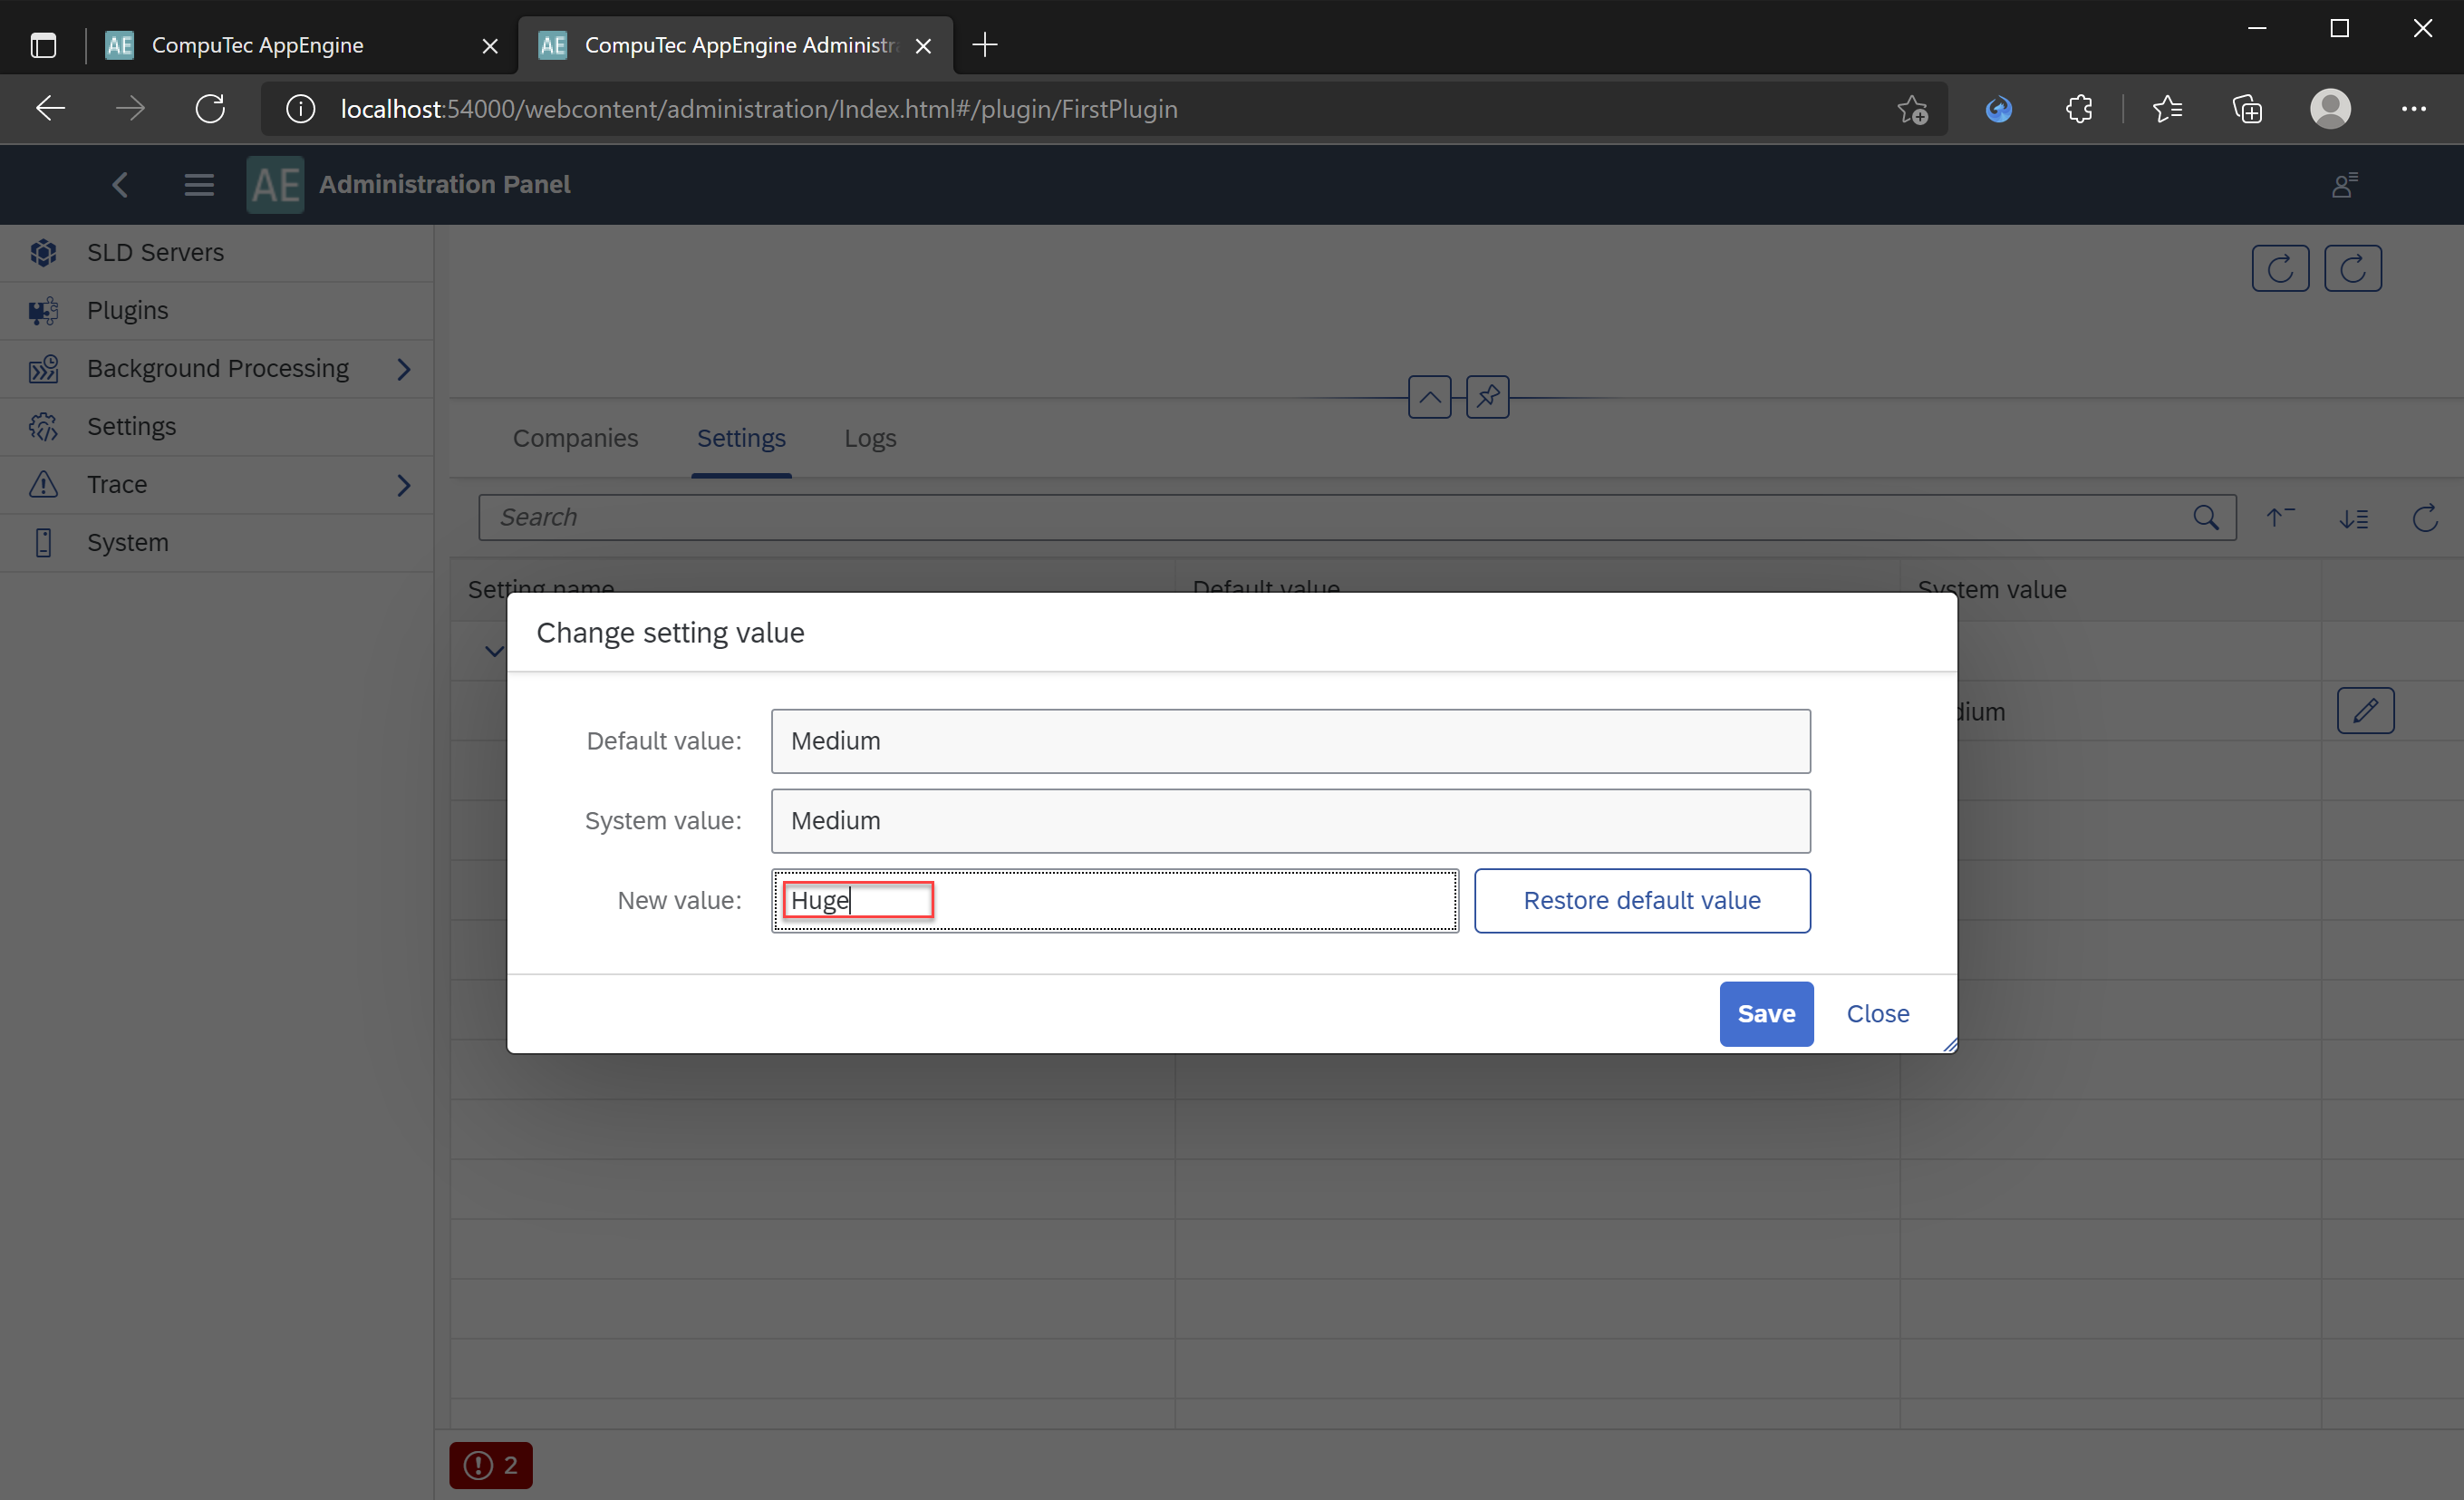 AE CompuTec AppEngine
AE CompuTec AppEngine Administr
localhost:54000/webcontent/administration/Index.html#/plugin/FirstPlugin
AE Administration Panel
SLD Servers
Plugins
Background Processing
Settings
Trace
System
Companies Settings Logs
Search
Setting name Default value System value
dium
Change setting value
Default value: Medium
System value: Medium
New value: Huge Restore default value
Save Close
2